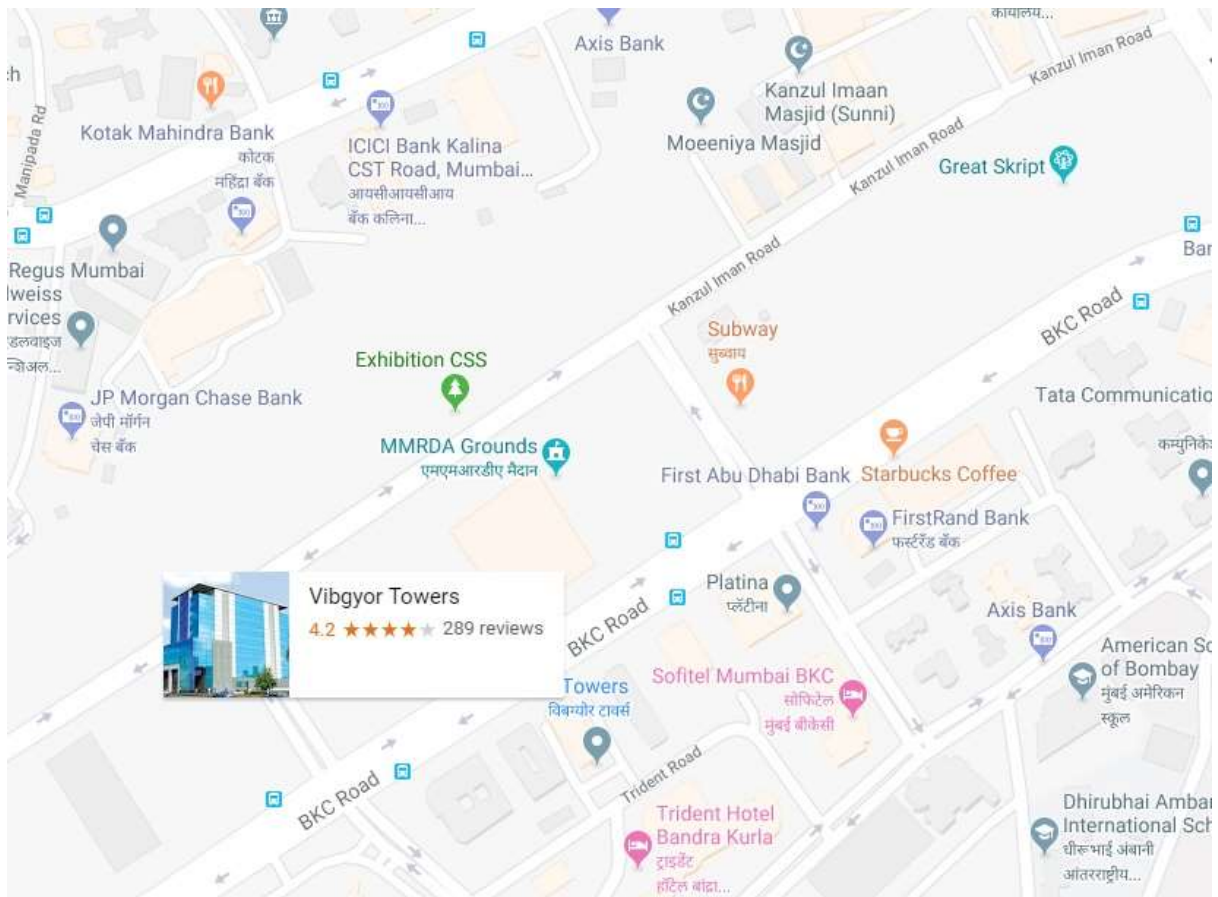 कार्यालय...
Axis Bank
Kanzul Iman Road
Kanzul Imaan
Masjid (Sunni)
Moeeniya Masjid
Manipada Rd
Kotak Mahindra Bank
कोटक
महिंद्रा बँक
ICICI Bank Kalina
CST Road, Mumbai...
आयसीआयसीआय
बँक कलिना...
Kanzul Iman Road
Great Skript
Regus Mumbai
Kanzul Iman Road
BKC Road
Subway
सुब्वाय
Exhibition CSS
JP Morgan Chase Bank
जेपी मॉर्गन
चेस बँक
MMRDA Grounds
एमएमआरडीए मैदान
Tata Communicatio
First Abu Dhabi Bank
Starbucks Coffee
FirstRand Bank
फर्स्टरँड बँक
Vibgyor Towers
4.2 289 reviews
Platina
प्लॅटीना
BKC Road
Axis Bank
American Sc
of Bombay
मुंबई अमेरिकन
स्कूल
Towers
विबग्योर टावर्स
Sofitel Mumbai BKC
सोफिटेल
मुंबई बीकेसी
Trident Road
BKC Road
Trident Hotel
Bandra Kurla
ट्राइडेंट
हॉटेल बांद्रा...
Dhirubhai Ambar
International Sch
धीरूभाई अंबानी
आंतरराष्ट्रीय...